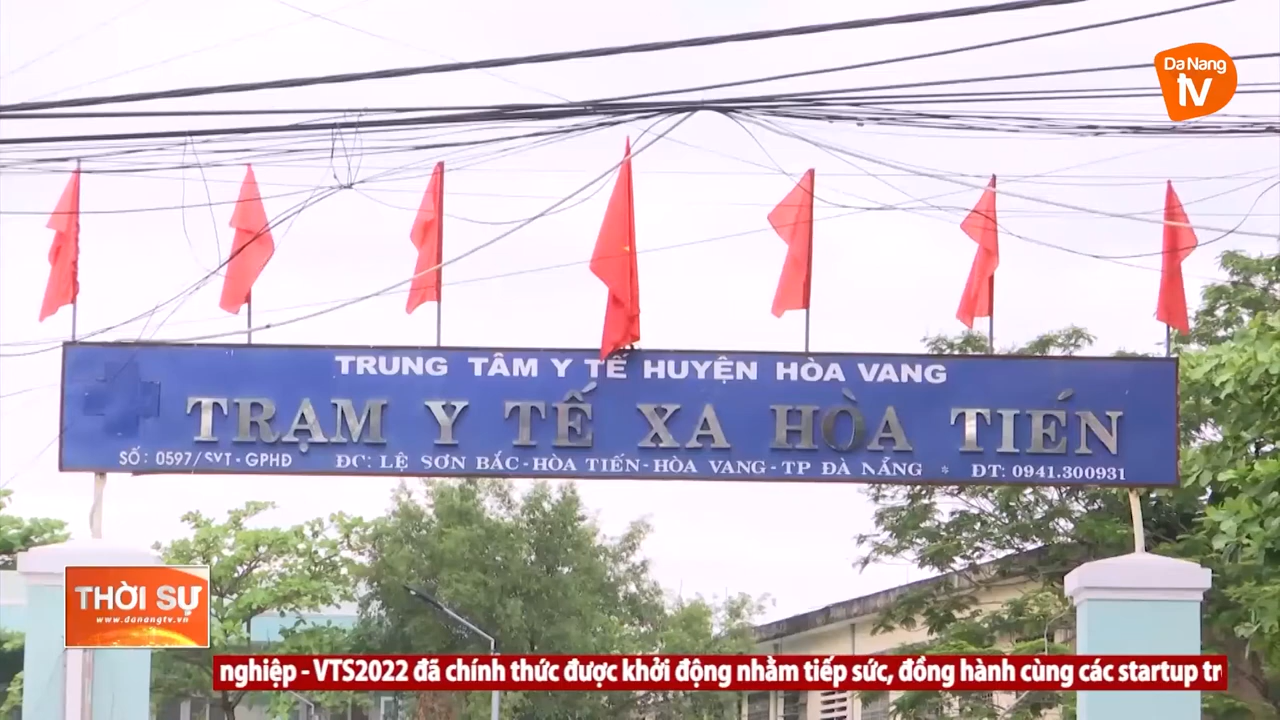 Da Nang
tv
TRUNG TÂM Y TẾ HUYỆN HÒA VANG
TRẠM Y TẾ XA HÒA TIẾN
SỐ: 0597/SYT - GPHĐ ĐC: LỆ SƠN BẮC - HÒA TIẾN - HÒA VANG - TP ĐÀ NẴNG * ĐT: 0941.300931
THỜI SỰ
www.danangtv.vn
nghiệp - VTS2022 đã chính thức được khởi động nhằm tiếp sức, đồng hành cùng các startup